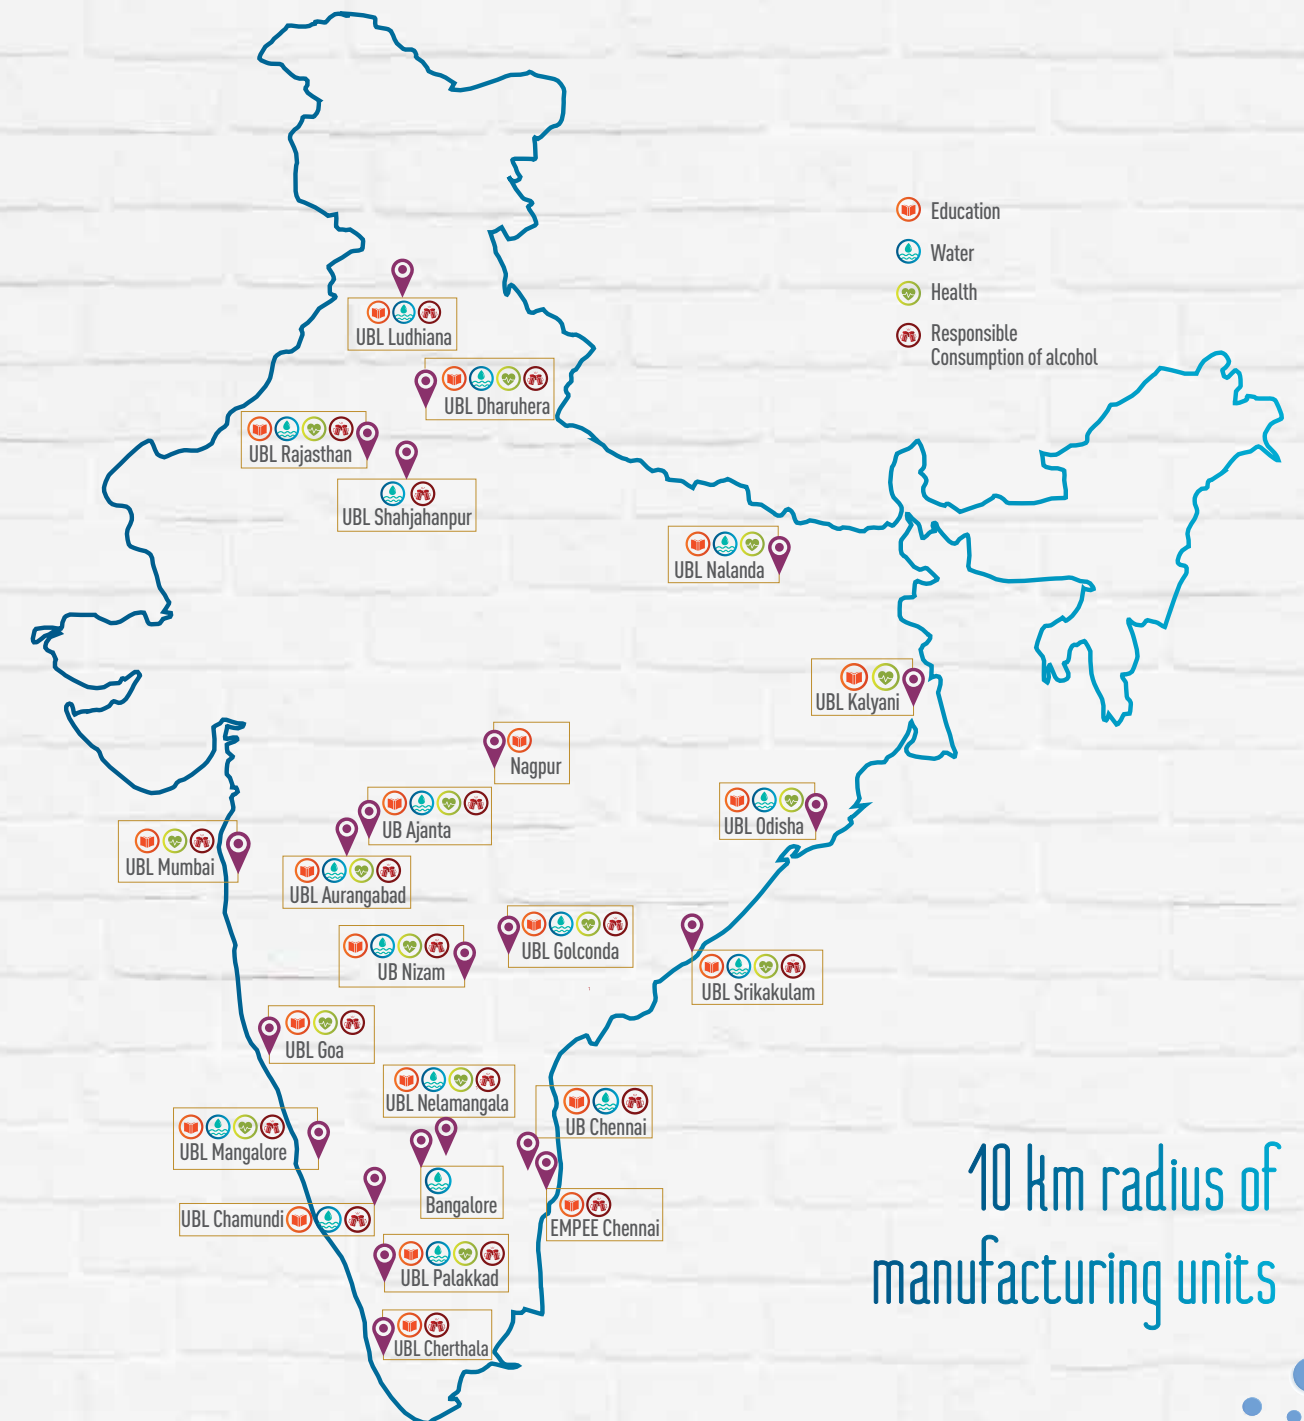 Education
Water
Health
Responsible
Consumption of alcohol
UBL Ludhiana
UBL Dharuhera
UBL Rajasthan
UBL Shahjahanpur
UBL Nalanda
UBL Kalyani
Nagpur
UB Ajanta
UBL Odisha
UBL Mumbai
UBL Aurangabad
UBL Golconda
UB Nizam
UBL Srikakulam
UBL Goa
UBL Nelamangala
UB Chennai
UBL Mangalore
Bangalore
UBL Chamundi
EMPEE Chennai
UBL Palakkad
UBL Cherthala
10 km radius of
manufacturing units